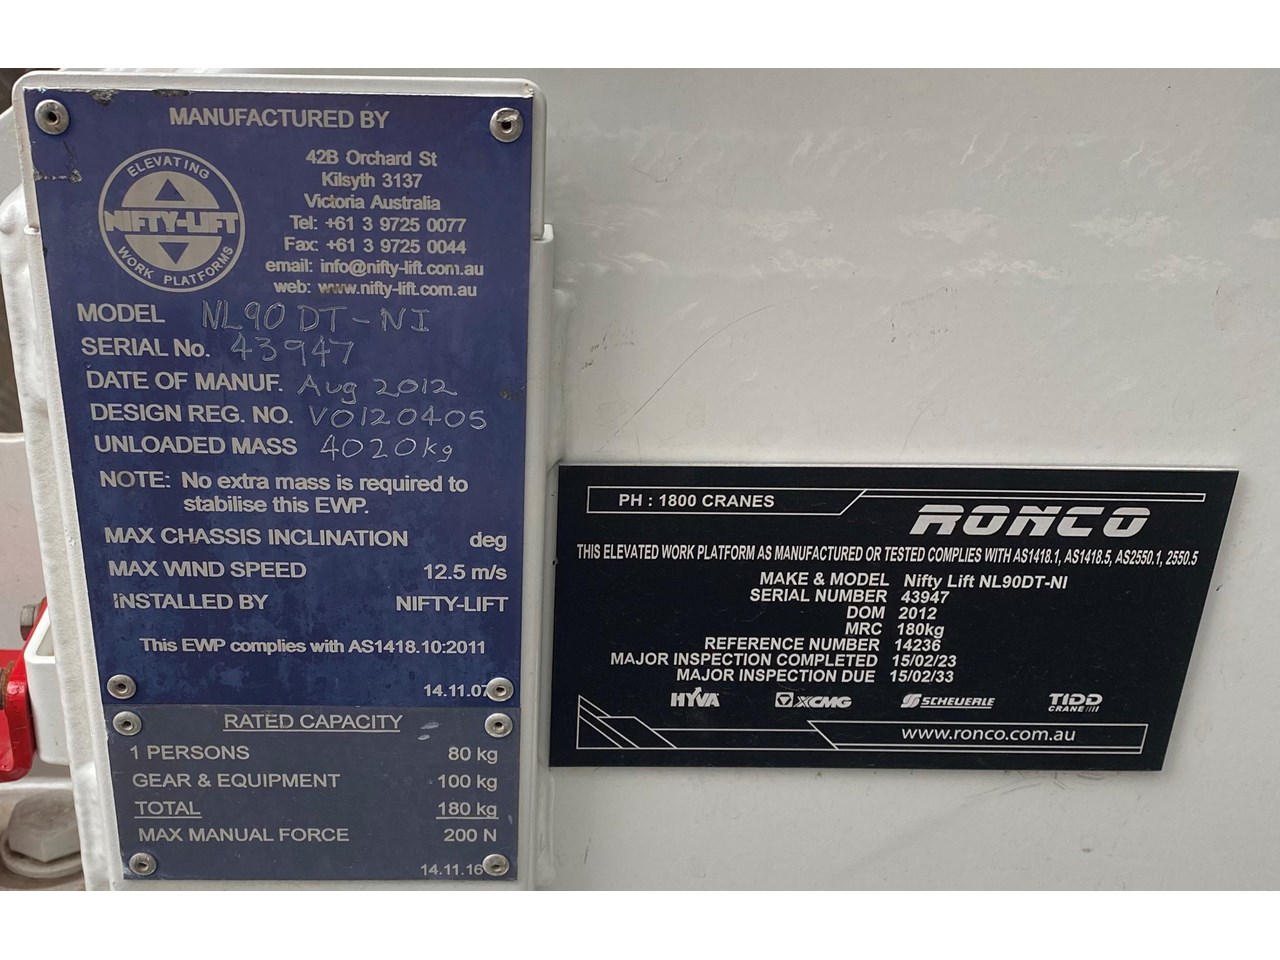 MANUFACTURED BY
ELEVATING
NIFTY-LIFT
WORK PLATFORMS
42B Orchard St
Kilsyth 3137
Victoria Australia
Tel: +61 3 9725 0077
Fax: +61 3 9725 0044
email: info@nifty-lift.com.au
web: www.nifty-lift.com.au
MODEL NL90DT-NI
SERIAL No. 43947
DATE OF MANUF. Aug 2012
DESIGN REG. NO. V0120405
UNLOADED MASS 4020kg
NOTE: No extra mass is required to
stabilise this EWP.
MAX CHASSIS INCLINATION deg
MAX WIND SPEED 12.5 m/s
INSTALLED BY NIFTY-LIFT
This EWP complies with AS1418.10:2011
14.11.07
RATED CAPACITY
1 PERSONS 80 kg
GEAR & EQUIPMENT 100 kg
TOTAL 180 kg
MAX MANUAL FORCE 200 N
14.11.16
PH : 1800 CRANES
RONCO
THIS ELEVATED WORK PLATFORM AS MANUFACTURED OR TESTED COMPLIES WITH AS1418.1, AS1418.5, AS2550.1, 2550.5
MAKE & MODEL Nifty Lift NL90DT-NI
SERIAL NUMBER 43947
DOM 2012
MRC 180kg
REFERENCE NUMBER 14236
MAJOR INSPECTION COMPLETED 15/02/23
MAJOR INSPECTION DUE 15/02/33
HYVA XCMG SCHEUERLE TIDD
CRANE
www.ronco.com.au